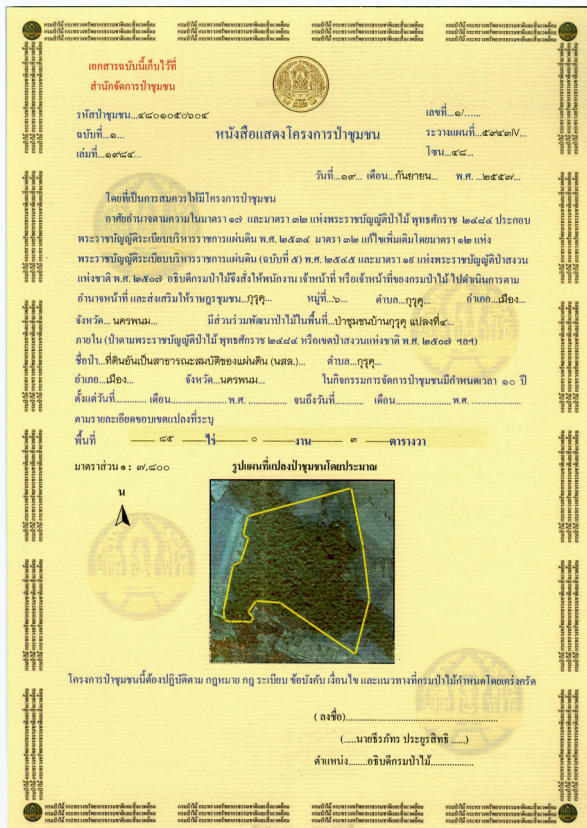 เอกสารฉบับนี้เก็บไว้ที่
สำนักจัดการป่าชุมชน
รหัสป่าชุมชน...๔๘๐๑๐๕๐๖๐๔
เลขที่...๑/......
ฉบับที่...๑...
หนังสือแสดงโครงการป่าชุมชน
ระวางแผนที่...๕๙๔๓IV...
เล่มที่...๑๙๘๔...
โซน...๔๘...
วันที่...๑๙... เดือน...กันยายน... พ.ศ. ...๒๕๕๗...
โดยที่เป็นการสมควรให้มีโครงการป่าชุมชน
อาศัยอำนาจตามความในมาตรา ๑๗ และมาตรา ๓๒ แห่งพระราชบัญญัติป่าไม้ พุทธศักราช ๒๔๘๔ ประกอบ
พระราชบัญญัติระเบียบบริหารราชการแผ่นดิน พ.ศ. ๒๕๓๔ มาตรา ๓๒ แก้ไขเพิ่มเติมโดยมาตรา ๑๒ แห่ง
พระราชบัญญัติระเบียบบริหารราชการแผ่นดิน (ฉบับที่ ๕) พ.ศ. ๒๕๔๕ และมาตรา ๑๙ แห่งพระราชบัญญัติป่าสงวน
แห่งชาติ พ.ศ. ๒๕๐๗ อธิบดีกรมป่าไม้จึงสั่งให้พนักงาน เจ้าหน้าที่ หรือเจ้าหน้าที่ของกรมป่าไม้ ไปดำเนินการตาม
อำนาจหน้าที่ และส่งเสริมให้ราษฎรชุมชน...กุรุคุ... หมู่ที่...๖... ตำบล...กุรุคุ... อำเภอ...เมือง...
จังหวัด... นครพนม... มีส่วนร่วมพัฒนาป่าไม้ในพื้นที่...ป่าชุมชนบ้านกุรุคุ แปลงที่๔...
ภายใน (ป่าตามพระราชบัญญัติป่าไม้ พุทธศักราช ๒๔๘๔ หรือเขตป่าสงวนแห่งชาติ พ.ศ. ๒๕๐๗ ฯลฯ)
ชื่อป่า...ที่ดินอันเป็นสาธารณะสมบัติของแผ่นดิน (นสล.)... ตำบล...กุรุคุ...
อำเภอ...เมือง... จังหวัด...นครพนม... ในกิจกรรมการจัดการป่าชุมชนมีกำหนดเวลา ๑๐ ปี
ตั้งแต่วันที่............ เดือน.................... พ.ศ. ................ จนถึงวันที่............ เดือน.................... พ.ศ. ................
ตามรายละเอียดขอบเขตแปลงที่ระบุ
พื้นที่ —— ๘๕ ——ไร่—— ๐ ——งาน—— ๓ ——ตารางวา
มาตราส่วน ๑ : ๗,๘๐๐
รูปแผนที่แปลงป่าชุมชนโดยประมาณ
น
โครงการป่าชุมชนนี้ต้องปฏิบัติตาม กฎหมาย กฎ ระเบียบ ข้อบังคับ เงื่อนไข และแนวทางที่กรมป่าไม้กำหนดโดยเคร่งครัด
( ลงชื่อ)..................................................
(.....นายธีรภัทร ประยูรสิทธิ .....)
ตำแหน่ง.......อธิบดีกรมป่าไม้...............